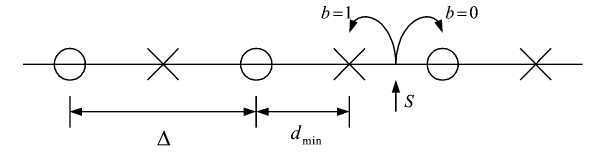 b=1 b=0
S
Δ d_min